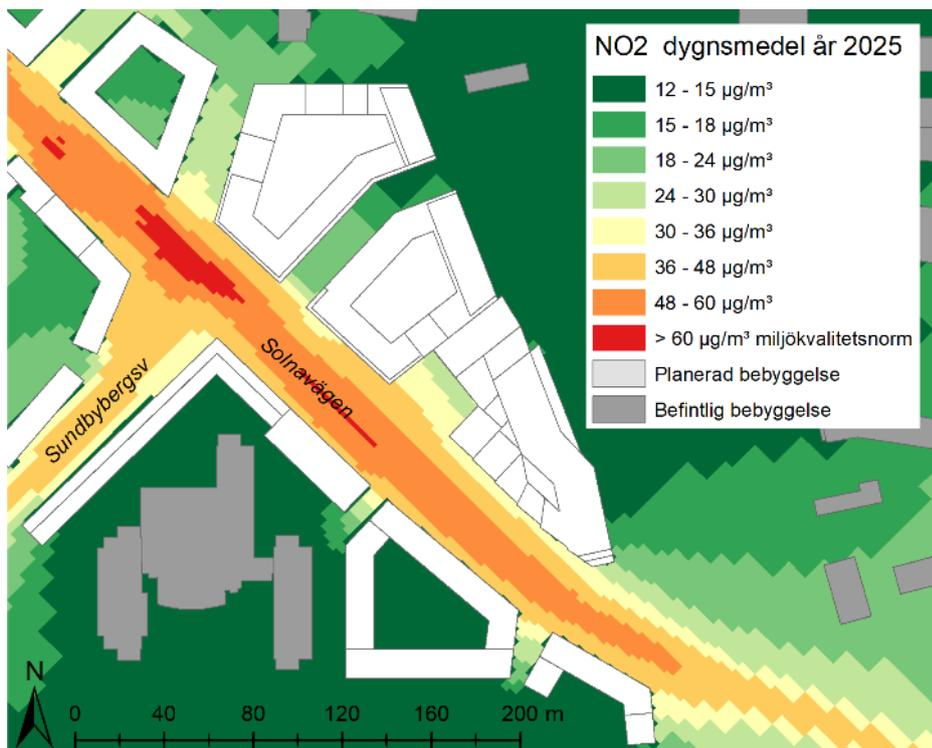 NO2 dygnsmedel år 2025
12 - 15 µg/m³
15 - 18 µg/m³
18 - 24 µg/m³
24 - 30 µg/m³
30 - 36 µg/m³
36 - 48 µg/m³
48 - 60 µg/m³
> 60 µg/m³ miljökvalitetsnorm
Planerad bebyggelse
Befintlig bebyggelse
Solnavägen
Sundbybergsv
N
0 40 80 120 160 200 m